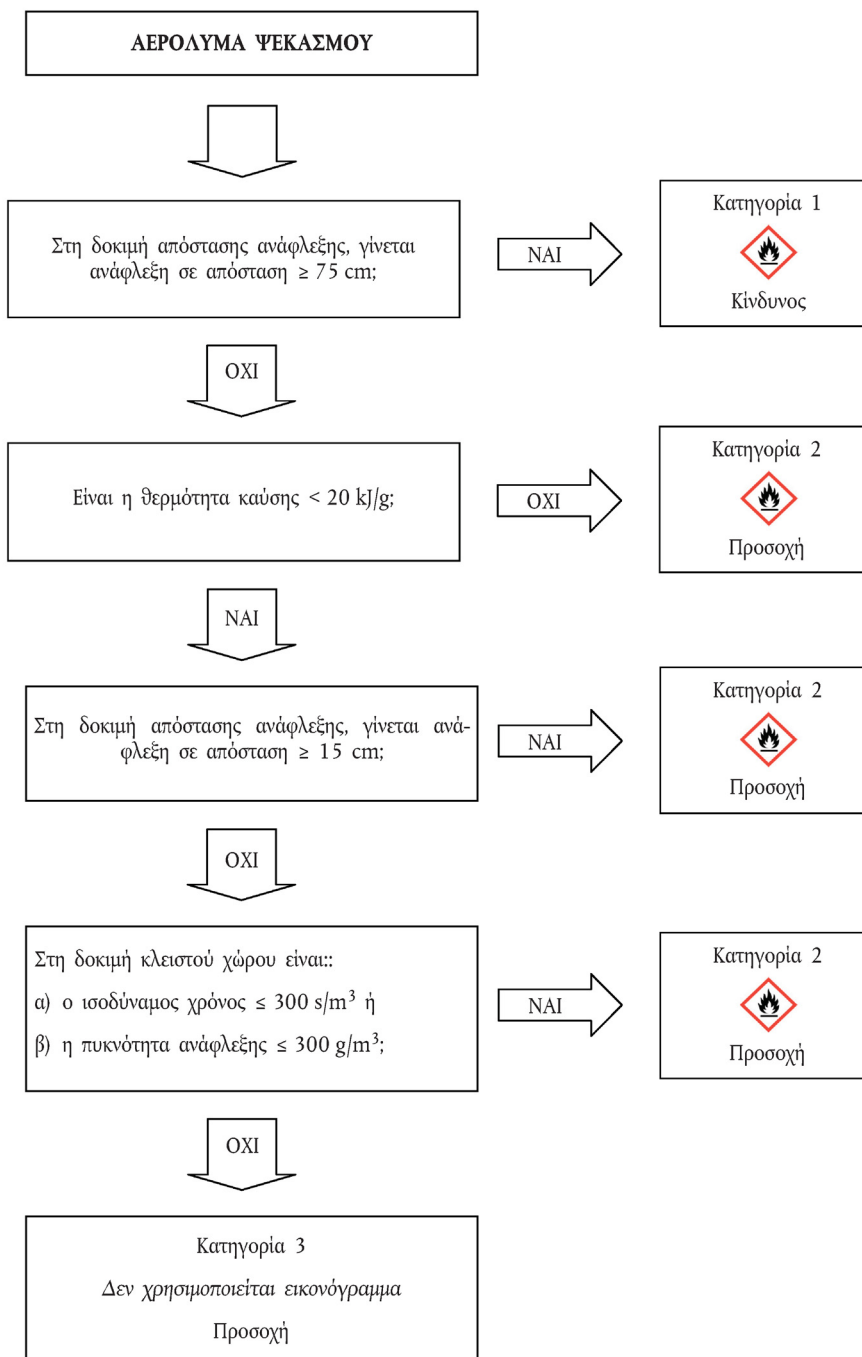 ΑΕΡΟΛΥΜΑ ΨΕΚΑΣΜΟΥ
Στη δοκιμή απόστασης ανάφλεξης, γίνεται
ανάφλεξη σε απόσταση ≥ 75 cm;
ΝΑΙ
Κατηγορία 1
Κίνδυνος
ΟΧΙ
Είναι η θερμότητα καύσης < 20 kJ/g;
ΟΧΙ
Κατηγορία 2
Προσοχή
ΝΑΙ
Στη δοκιμή απόστασης ανάφλεξης, γίνεται ανά-
φλεξη σε απόσταση ≥ 15 cm;
ΝΑΙ
Κατηγορία 2
Προσοχή
ΟΧΙ
Στη δοκιμή κλειστού χώρου είναι::
α) ο ισοδύναμος χρόνος ≤ 300 s/m³ ή
β) η πυκνότητα ανάφλεξης ≤ 300 g/m³;
ΝΑΙ
Κατηγορία 2
Προσοχή
ΟΧΙ
Κατηγορία 3
Δεν χρησιμοποιείται εικονόγραμμα
Προσοχή